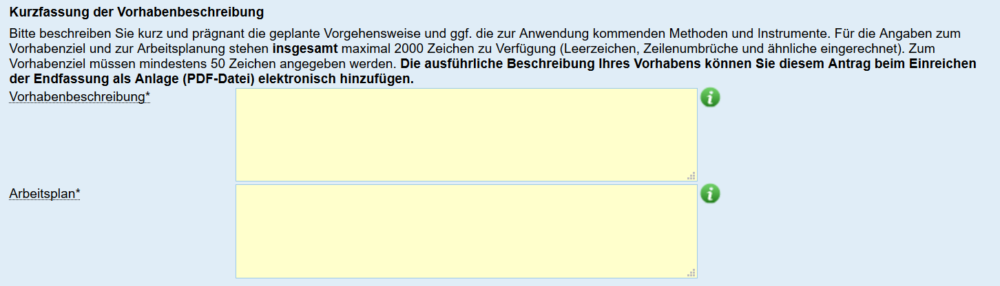 Kurzfassung der Vorhabenbeschreibung
Bitte beschreiben Sie kurz und prägnant die geplante Vorgehensweise und ggf. die zur Anwendung kommenden Methoden und Instrumente. Für die Angaben zum
Vorhabenziel und zur Arbeitsplanung stehen insgesamt maximal 2000 Zeichen zu Verfügung (Leerzeichen, Zeilenumbrüche und ähnliche eingerechnet). Zum
Vorhabenziel müssen mindestens 50 Zeichen angegeben werden. Die ausführliche Beschreibung Ihres Vorhabens können Sie diesem Antrag beim Einreichen
der Endfassung als Anlage (PDF-Datei) elektronisch hinzufügen.
Vorhabenbeschreibung*
Arbeitsplan*